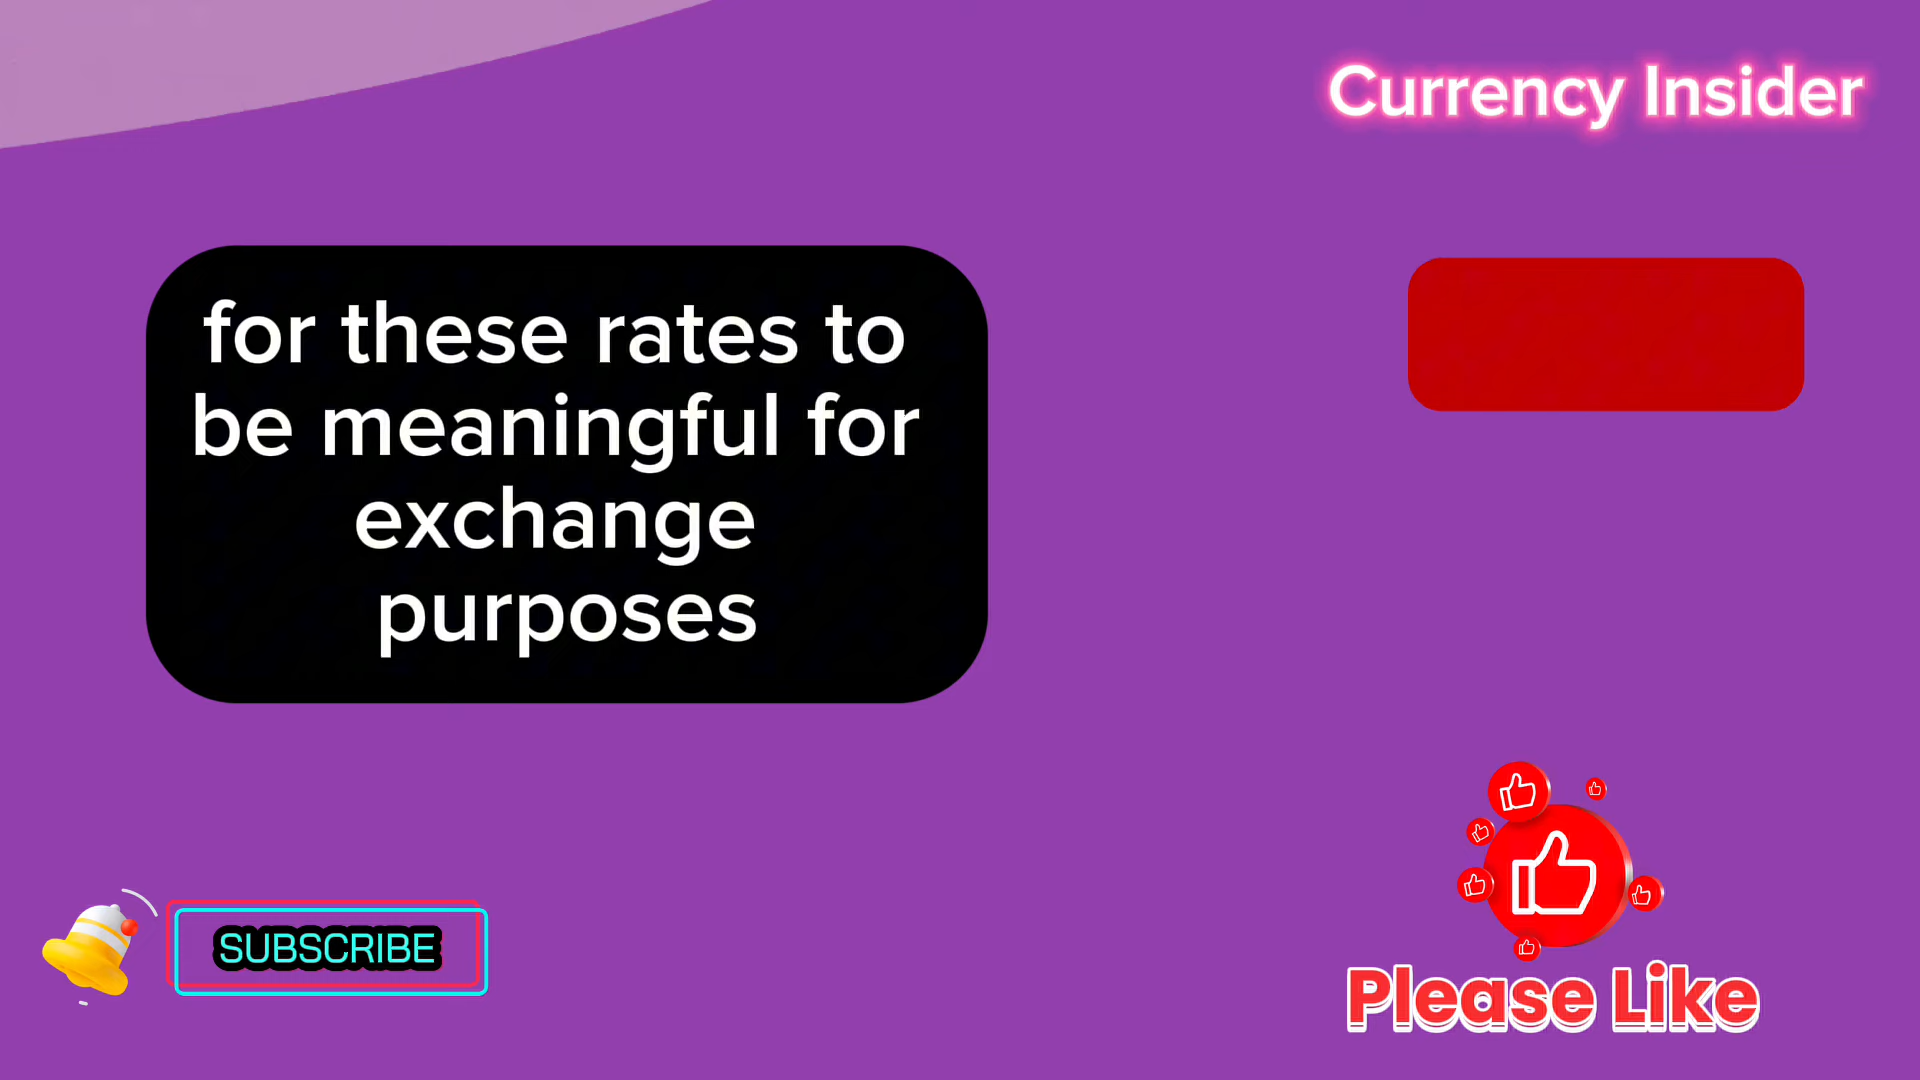 Currency Insider
for these rates to
be meaningful for
exchange
purposes
SUBSCRIBE
Please Like